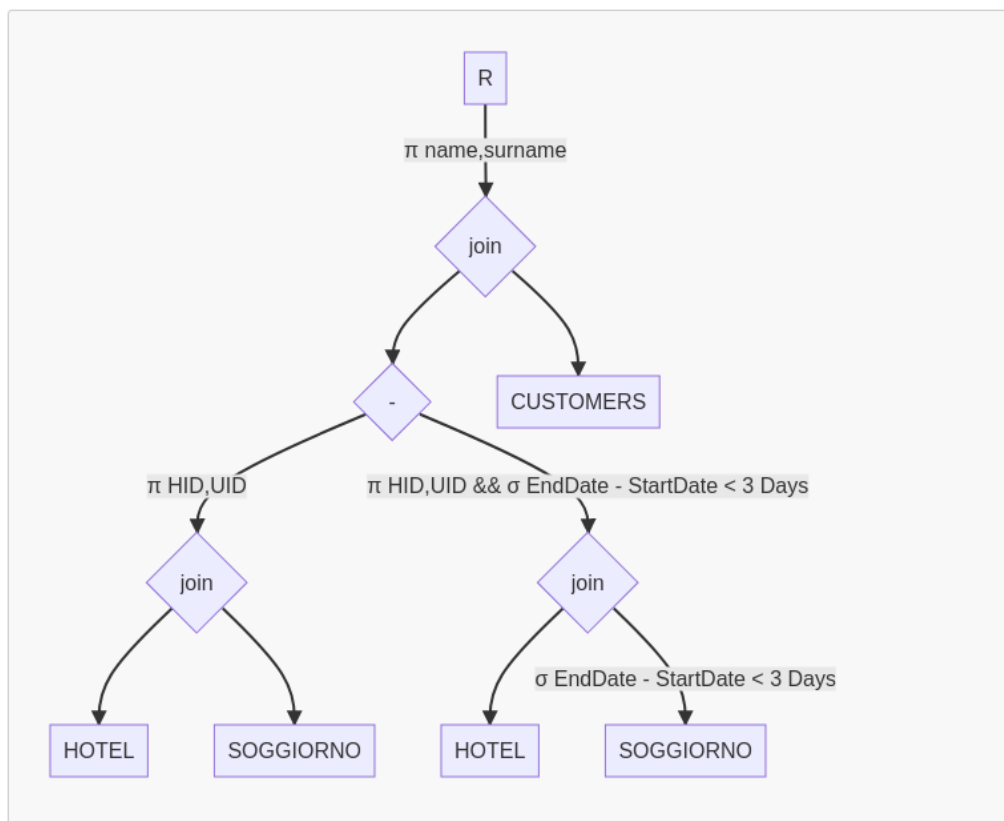 R
π name,surname
join
-
CUSTOMERS
π HID,UID
π HID,UID && σ EndDate - StartDate < 3 Days
join
join
σ EndDate - StartDate < 3 Days
HOTEL
SOGGIORNO
HOTEL
SOGGIORNO